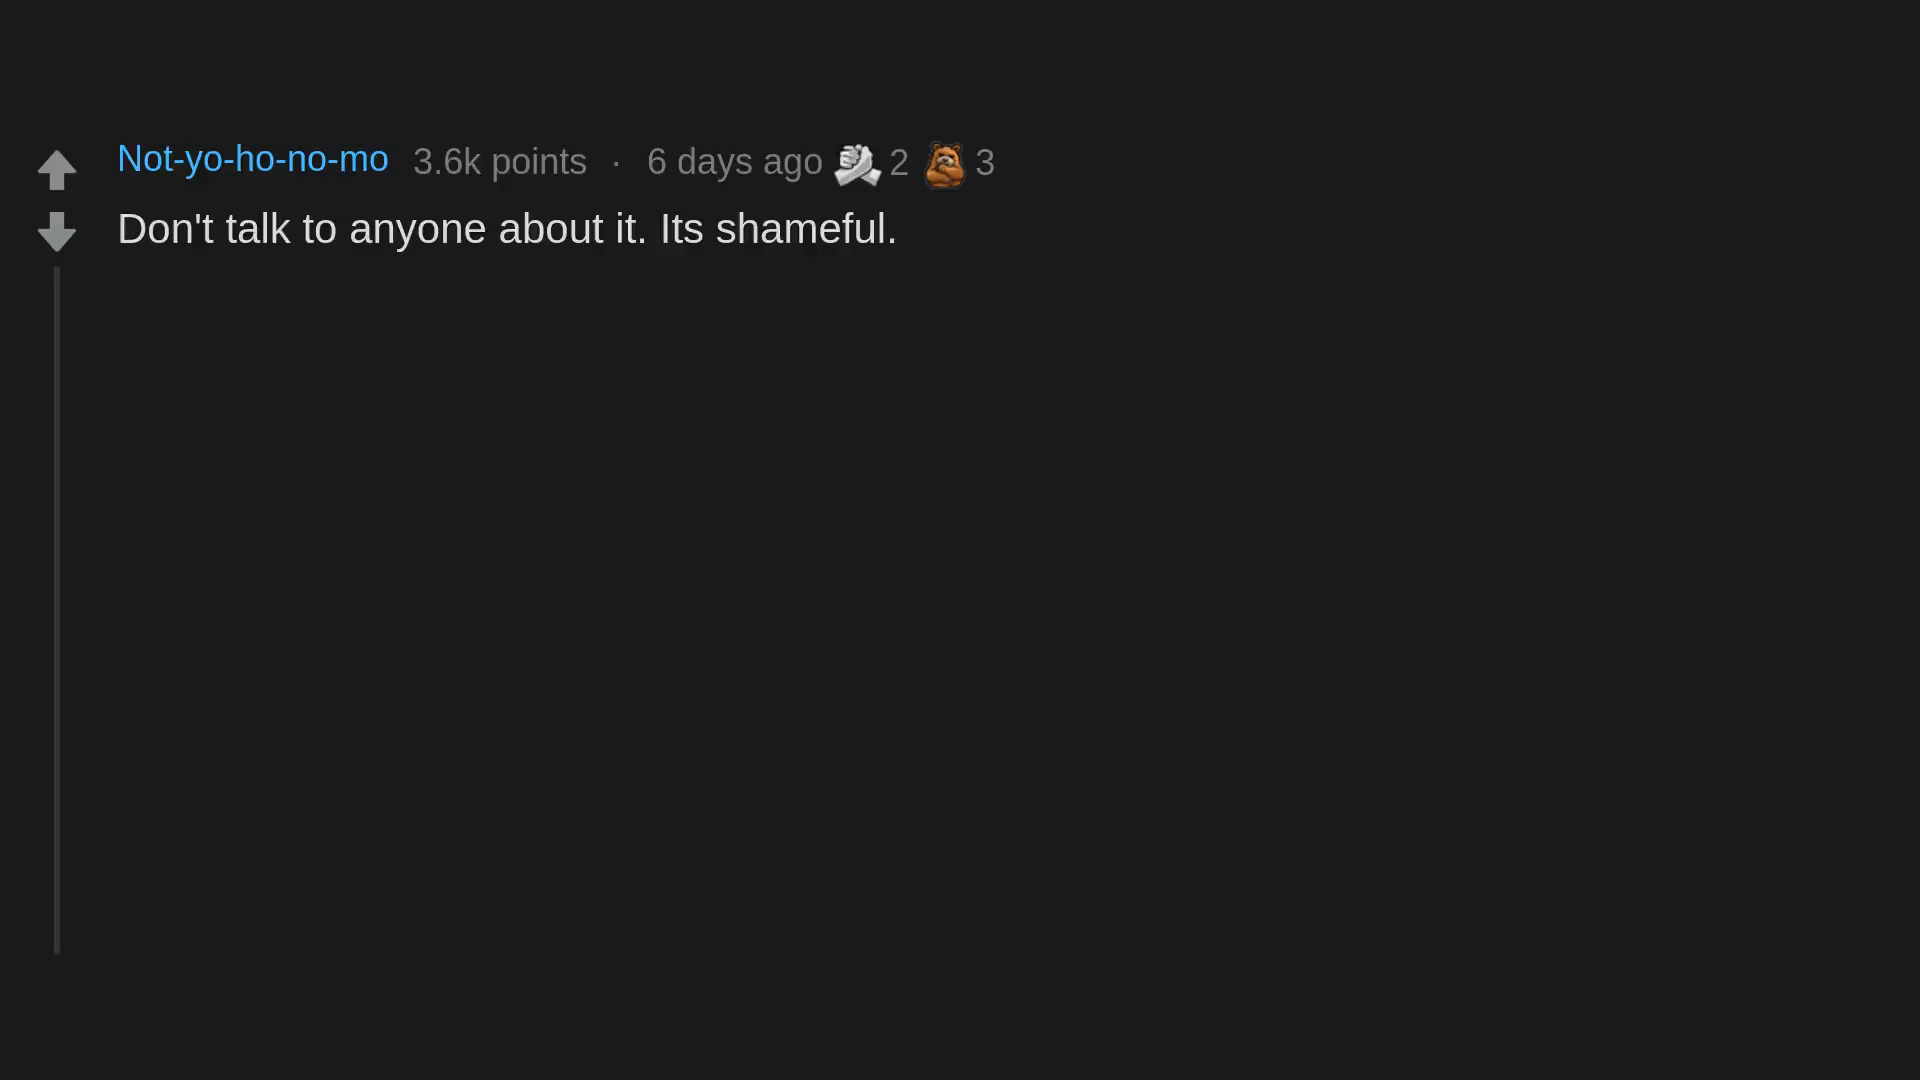 Not-yo-ho-no-mo 3.6k points · 6 days ago 2 3
Don't talk to anyone about it. Its shameful.